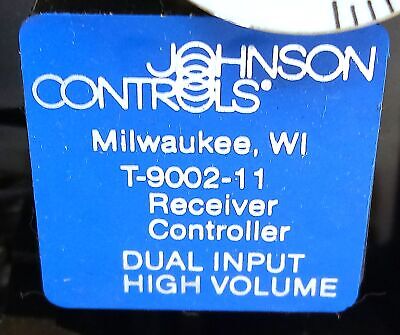 JOHNSON
CONTROLS®
Milwaukee, WI
T-9002-11
Receiver
Controller
DUAL INPUT
HIGH VOLUME